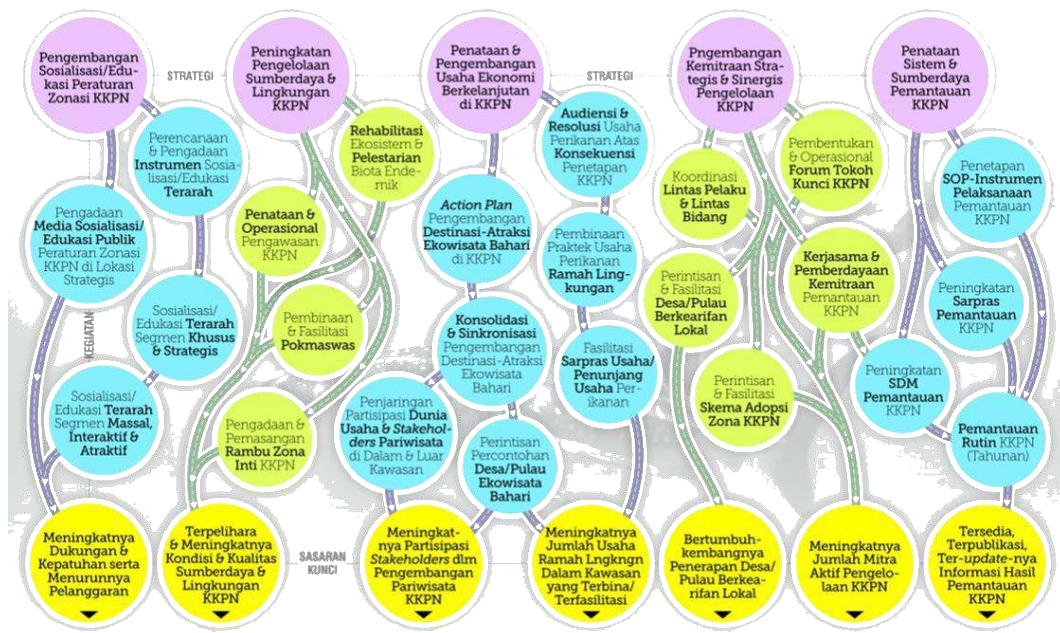 Pengembangan
Sosialisasi/Edu-
kasi Peraturan
Zonasi KKPN
STRATEGI
Peningkatan
Pengelolaan
Sumberdaya &
Lingkungan
KKPN
Penataan &
Pengembangan
Usaha Ekonomi
Berkelanjutan
di KKPN
STRATEGI
Pngembangan
Kemitraan Stra-
tegis & Sinergis
Pengelolaan
KKPN
Penataan
Sistem &
Sumberdaya
Pemantauan
KKPN
Perencanaan
& Pengadaan
Instrumen Sosia-
lisasi/Edukasi
Terarah
Rehabilitasi
Ekosistem &
Pelestarian
Biota Ende-
mik
Audiensi &
Resolusi Usaha
Perikanan Atas
Konsekuensi
Penetapan
KKPN
Koordinasi
Lintas Pelaku
& Lintas
Bidang
Pembentukan
& Operasional
Forum Tokoh
Kunci KKPN
Penetapan
SOP-Instrumen
Pelaksanaan
Pemantauan
KKPN
Pengadaan
Media Sosialisasi/
Edukasi Publik
Peraturan Zonasi
KKPN di Lokasi
Strategis
Penataan &
Operasional
Pengawasan
KKPN
Action Plan
Pengembangan
Destinasi-Atraksi
Ekowisata Bahari
di KKPN
Pembinaan
Praktek Usaha
Perikanan
Ramah Ling-
kungan
Perintisan
& Fasilitasi
Desa/Pulau
Berkearifan
Lokal
Kerjasama &
Pemberdayaan
Kemitraan
Pemantauan
KKPN
Peningkatan
Sarpras
Pemantauan
KKPN
KEGIATAN
Sosialisasi/
Edukasi Terarah
Segmen Khusus
& Strategis
Pembinaan
& Fasilitasi
Pokmaswas
Konsolidasi
& Sinkronisasi
Pengembangan
Destinasi-Atraksi
Ekowisata
Bahari
Fasilitasi
Sarpras Usaha/
Penunjang
Usaha Per-
ikanan
Perintisan
& Fasilitasi
Skema Adopsi
Zona KKPN
Peningkatan
SDM
Pemantauan
KKPN
Sosialisasi/
Edukasi Terarah
Segmen Massal,
Interaktif &
Atraktif
Pengadaan &
Pemasangan
Rambu Zona
Inti KKPN
Penjaringan
Partisipasi Dunia
Usaha & Stakehol-
ders Pariwisata
di Dalam & Luar
Kawasan
Perintisan
Percontohan
Desa/Pulau
Ekowisata
Bahari
Pemantauan
Rutin KKPN
(Tahunan)
Meningkatnya
Dukungan &
Kepatuhan serta
Menurunnya
Pelanggaran
Terpelihara
& Meningkatnya
Kondisi & Kualitas
Sumberdaya &
Lingkungan
KKPN
SASARAN
KUNCI
Meningkat-
nya Partisipasi
Stakeholders dlm
Pengembangan
Pariwisata
KKPN
Meningkatnya
Jumlah Usaha
Ramah Lngkngn
Dalam Kawasan
yang Terbina/
Terfasilitasi
Bertumbuh-
kembangnya
Penerapan Desa/
Pulau Berkea-
rifan Lokal
Meningkatnya
Jumlah Mitra
Aktif Pengelo-
laan KKPN
Tersedia,
Terpublikasi,
Ter-update-nya
Informasi Hasil
Pemantauan
KKPN